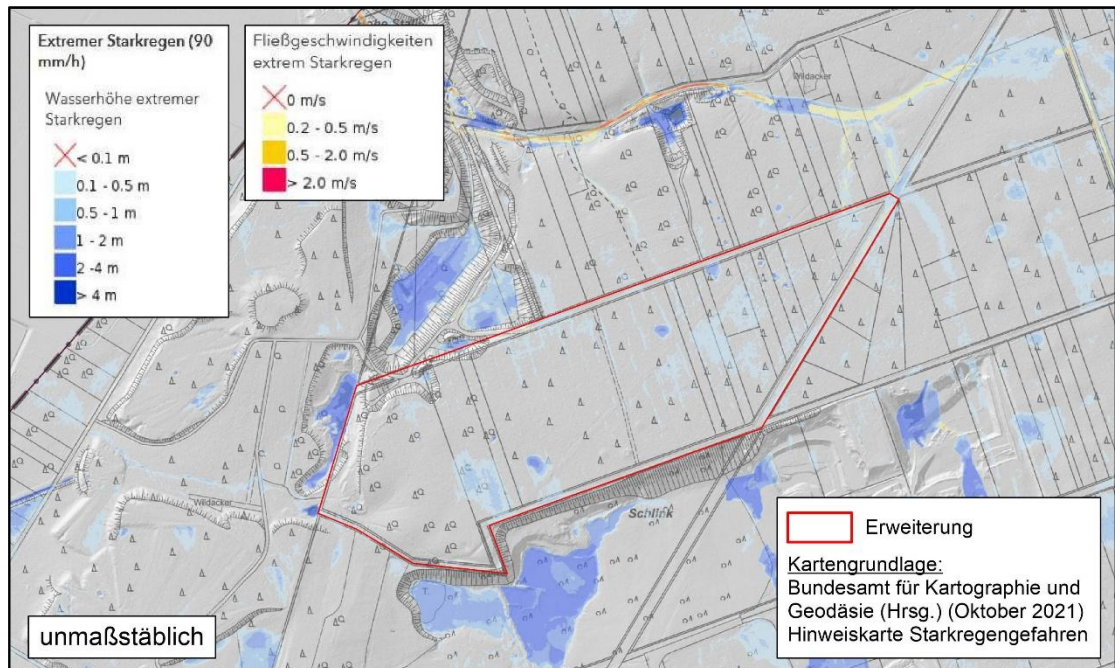 Extremer Starkregen (90
mm/h)
Wasserhöhe extremer
Starkregen
< 0.1 m
0.1 - 0.5 m
0.5 - 1 m
1 - 2 m
2 -4 m
> 4 m
Fließgeschwindigkeiten
extrem Starkregen
0 m/s
0.2 - 0.5 m/s
0.5 - 2.0 m/s
> 2.0 m/s
Wildacker
Wildacker
Schlink
unmaßstäblich
Erweiterung
Kartengrundlage:
Bundesamt für Kartographie und
Geodäsie (Hrsg.) (Oktober 2021)
Hinweiskarte Starkregengefahren